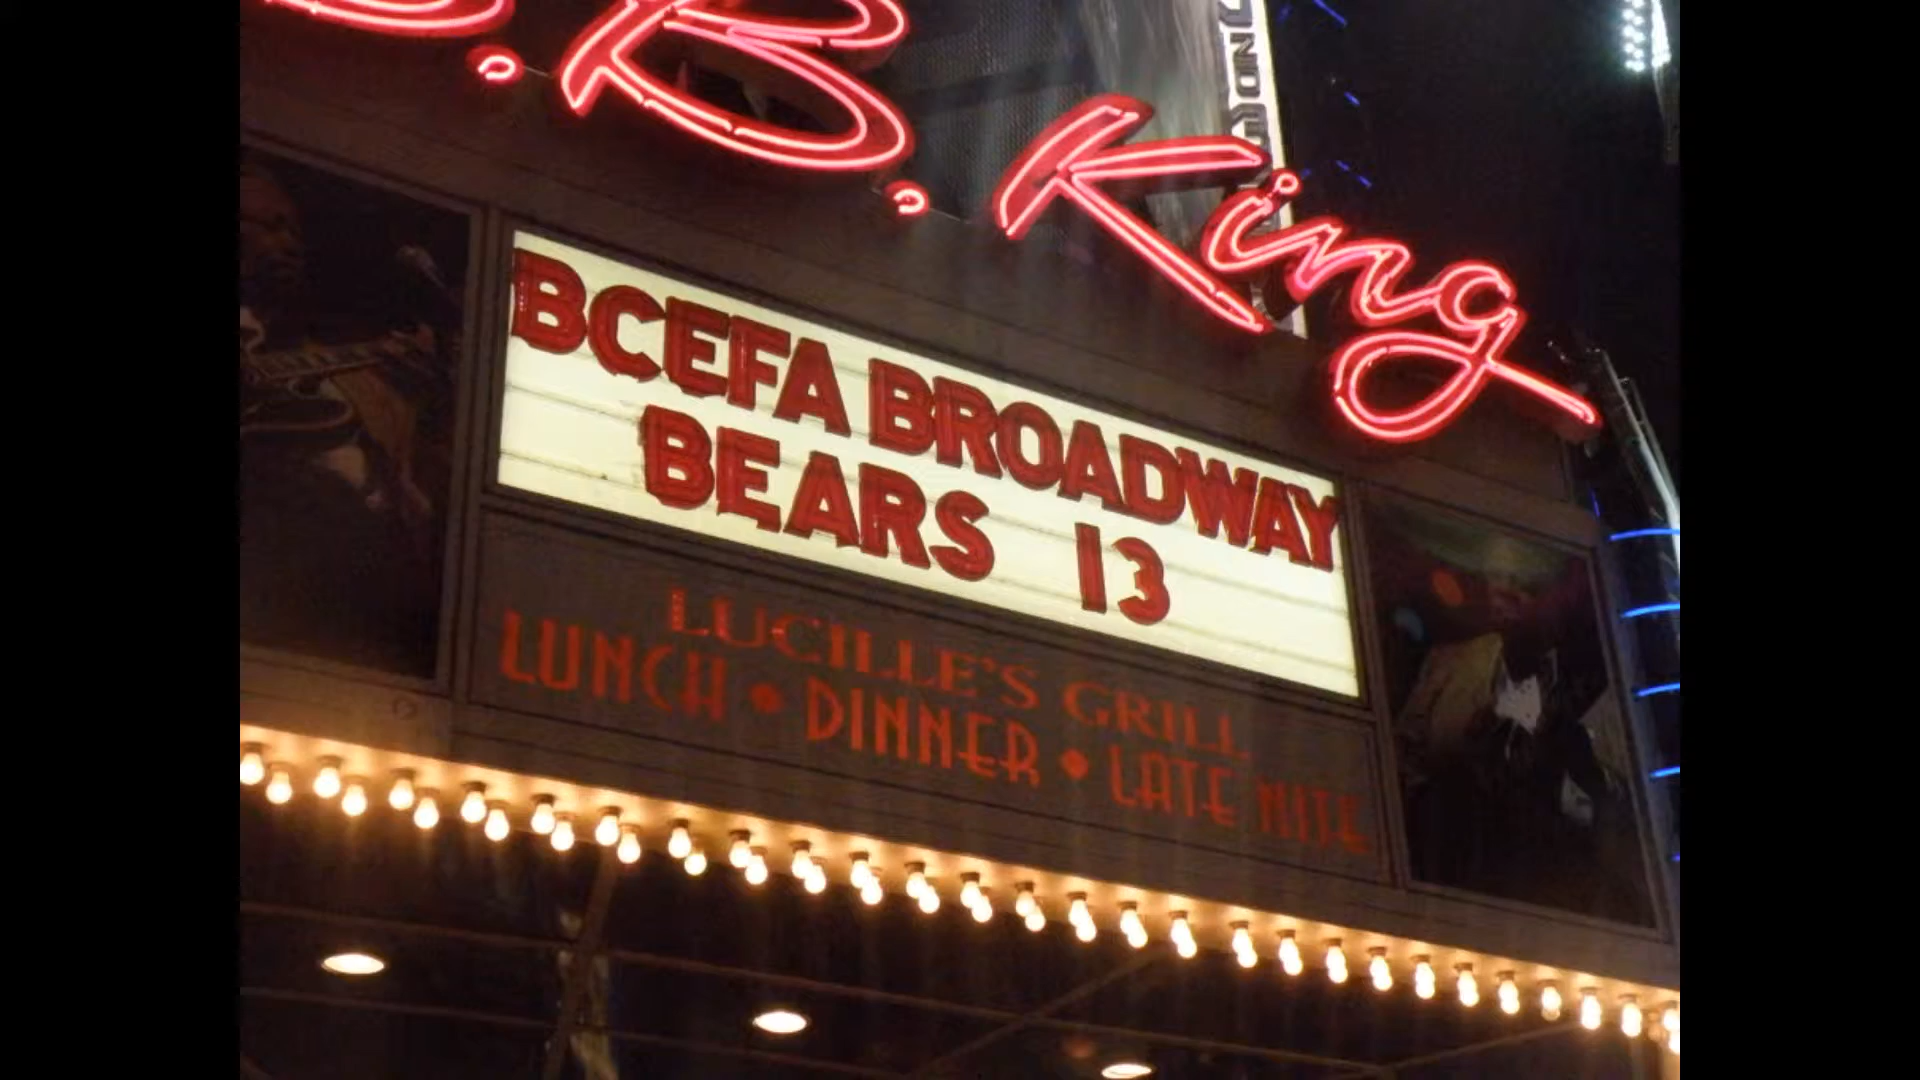 B.B. King
BCEFA BROADWAY
BEARS 13
LUCILLE'S GRILL
LUNCH • DINNER • LATE NITE